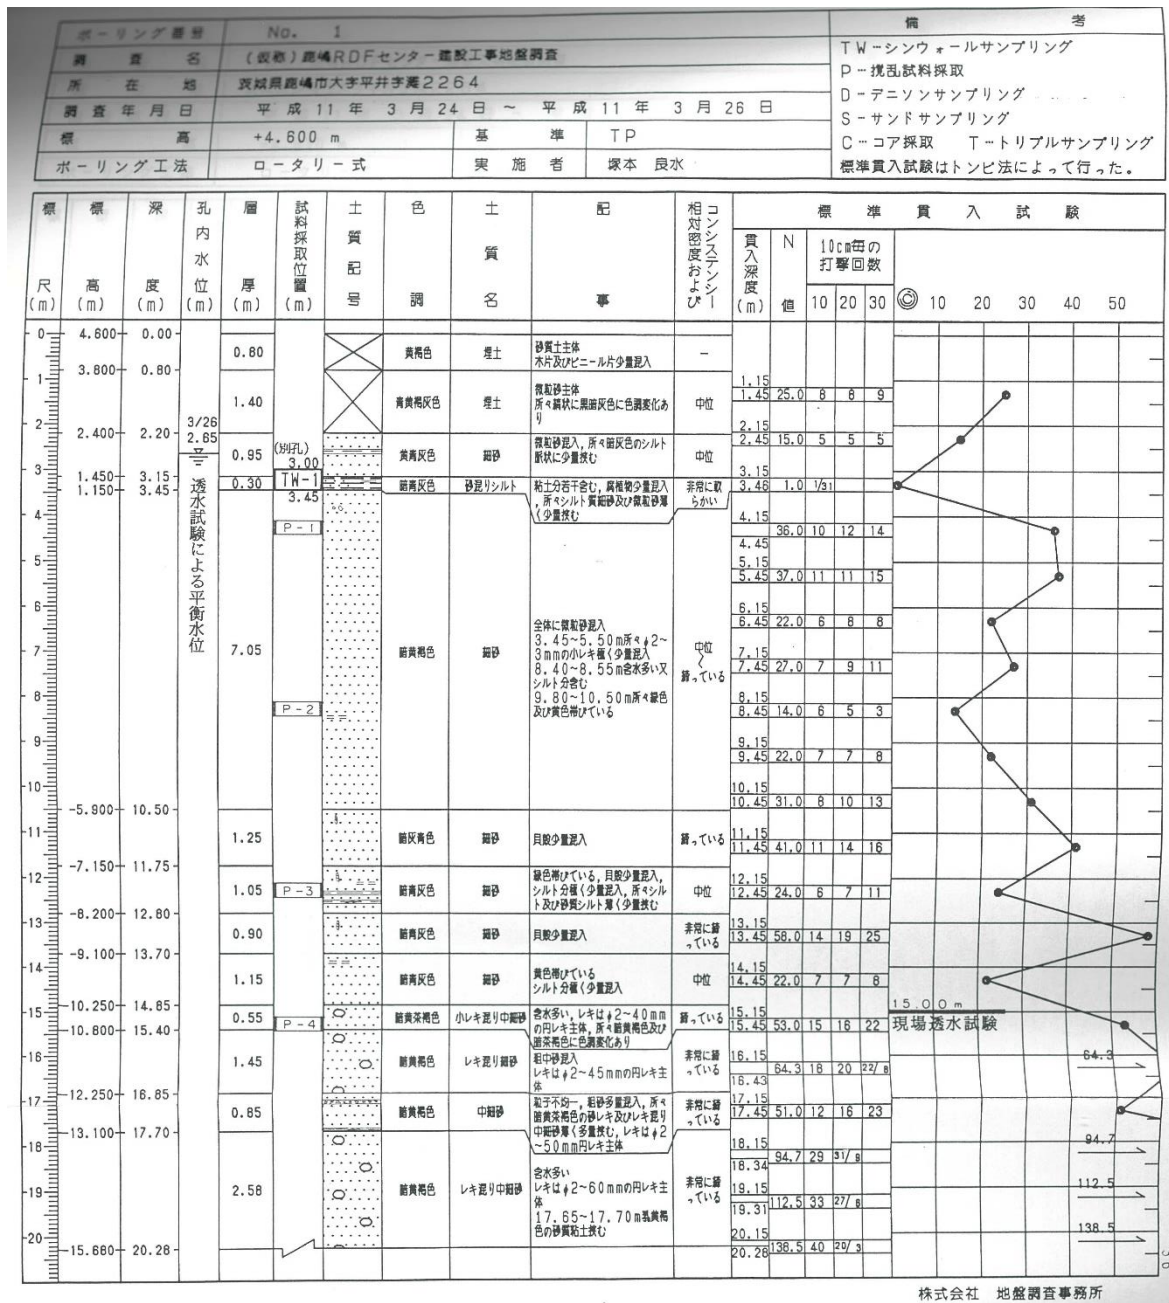 ボーリング番号 No. 1
調査名 (仮称)鹿嶋RDFセンター建設工事地盤調査
所在地 茨城県鹿嶋市大字平井字灘2264
調査年月日 平成11年3月24日～平成11年3月26日
標高 +4.600 m 基準 TP
ボーリング工法 ロータリー式 実施者 塚本 良水
備考
TW-シンウォールサンプリング
P-撹乱試料採取
D-デニソンサンプリング
S-サンドサンプリング
C-コア採取 T-トリプルサンプリング
標準貫入試験はトンビ法によって行った。
標尺(m) 標高(m) 深度(m) 孔内水位(m) 層厚(m) 試料採取位置(m) 土質記号 色調 土質名 記事 相対密度およびコンシステンシー 標準貫入試験
貫入深度(m) N値 10cm毎の打撃回数 10 20 30 10 20 30 40 50
0 4.600 0.00
0.80 黄褐色 埋土 砂質土主体
木片及びビニール片少量混入 -
3.800 0.80
1 1.15
1.45 25.0 8 8 9
1.40 青黄褐灰色 埋土 微粒砂主体
所々縞状に黒暗灰色に色調変化あり 中位
2 2.400 2.20
3/26
2.65
2.15
2.45 15.0 5 5 5
0.95 黄青灰色 細砂 微粒砂混入,所々暗灰色のシルト
脈状に少量挟む 中位
(別孔)
3.00
TW-1
3.45
3 1.450 3.15
1.150 3.45
3.15
3.46 1.0 1/31
0.30 暗青灰色 砂混りシルト 粘土分若干含む,腐植物少量混入
,所々シルト質細砂及び微粒砂薄
く少量挟む 非常に軟らかい
透水試験による平衡水位
P-1
4 4.15
36.0 10 12 14
4.45
5 5.15
5.45 37.0 11 11 15
6 6.15
6.45 22.0 6 8 8
7.05 暗黄褐色 細砂 全体に微粒砂混入
3.45～5.50m所々φ2～
3mmの小レキ極く少量混入
8.40～8.55m含水多い又
シルト分含む
9.80～10.50m所々緑色
及び黄色帯びている
中位～締っている
7 7.15
7.45 27.0 7 9 11
P-2
8 8.15
8.45 14.0 6 5 3
9 9.15
9.45 22.0 7 7 8
10 10.15
10.45 31.0 8 10 13
-5.800 10.50
11 1.25 暗灰青色 細砂 貝殻少量混入 締っている
11.15
11.45 41.0 11 14 16
-7.150 11.75
12 1.05 P-3 暗青灰色 細砂 緑色帯びている,貝殻少量混入,
シルト分極く少量混入,所々シル
ト及び砂質シルト薄く少量挟む 中位
12.15
12.45 24.0 6 7 11
-8.200 12.80
13 0.90 暗青灰色 細砂 貝殻少量混入 非常に締っている
13.15
13.45 58.0 14 19 25
-9.100 13.70
14 1.15 暗青灰色 細砂 黄色帯びている
シルト分極く少量混入 中位
14.15
14.45 22.0 7 7 8
-10.250 14.85
15 15.00m
現場透水試験
0.55 P-4 暗黄茶褐色 小レキ混り中細砂 含水多い,レキはφ2～40mm
の円レキ主体,所々暗黄褐色及び
暗茶褐色に色調変化あり 締っている
15.15
15.45 53.0 15 16 22
-10.800 15.40
16 1.45 暗黄褐色 レキ混り細砂 粗中砂混入
レキはφ2～45mmの円レキ主
体 非常に締っている
16.15
64.3 18 20 22/8
16.43
64.3
-12.250 16.85
17 0.85 暗黄褐色 中細砂 粒子不均一,粗砂多量混入,所々
暗黄茶褐色の砂レキ及びレキ混り
中細砂薄く多量挟む,レキはφ2
～50mm円レキ主体 非常に締っている
17.15
17.45 51.0 12 16 23
-13.100 17.70
18 18.15
94.7 29 31/9
18.34
94.7
2.58 暗黄褐色 レキ混り中細砂 含水多い
レキはφ2～60mmの円レキ主
体
17.65～17.70m乳黄褐
色の砂質粘土挟む
非常に締っている
19 19.15
112.5 33 27/6
19.31
112.5
20 20.15
138.5 40 20/3
20.28
138.5
-15.680 20.28
株式会社 地盤調査事務所